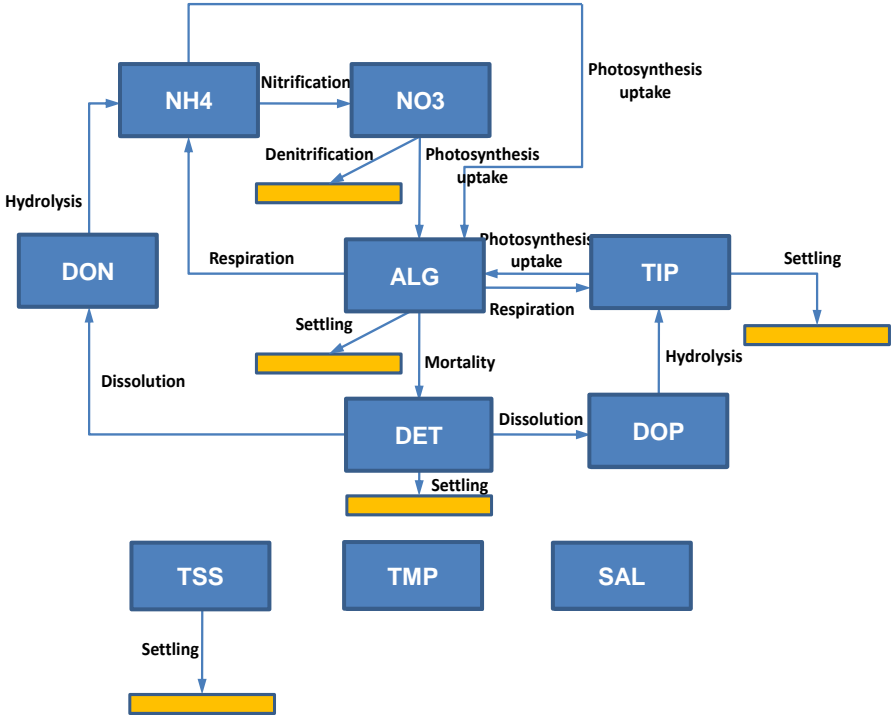 Photosynthesis
uptake
Nitrification
NH4
NO3
Denitrification
Photosynthesis
uptake
Hydrolysis
DON
Respiration
ALG
Photosynthesis
uptake
TIP
Settling
Respiration
Settling
Mortality
Hydrolysis
Dissolution
DET
Dissolution
DOP
Settling
TSS
TMP
SAL
Settling